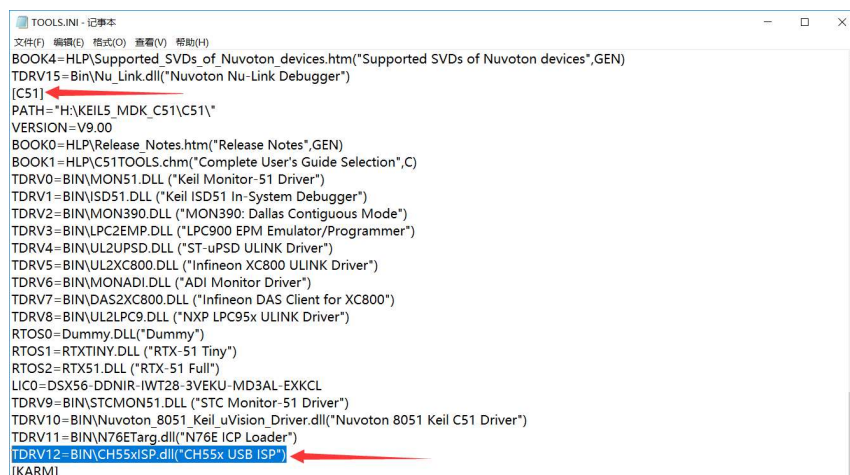 TOOLS.INI - 记事本
文件(F) 编辑(E) 格式(O) 查看(V) 帮助(H)
BOOK4=HLP\Supported_SVDs_of_Nuvoton_devices.htm("Supported SVDs of Nuvoton devices",GEN)
TDRV15=Bin\Nu_Link.dll("Nuvoton Nu-Link Debugger")
[C51]
PATH="H:\KEIL5_MDK_C51\C51\"
VERSION=V9.00
BOOK0=HLP\Release_Notes.htm("Release Notes",GEN)
BOOK1=HLP\C51TOOLS.chm("Complete User's Guide Selection",C)
TDRV0=BIN\MON51.DLL ("Keil Monitor-51 Driver")
TDRV1=BIN\ISD51.DLL ("Keil ISD51 In-System Debugger")
TDRV2=BIN\MON390.DLL ("MON390: Dallas Contiguous Mode")
TDRV3=BIN\LPC2EMP.DLL ("LPC900 EPM Emulator/Programmer")
TDRV4=BIN\UL2UPSD.DLL ("ST-uPSD ULINK Driver")
TDRV5=BIN\UL2XC800.DLL ("Infineon XC800 ULINK Driver")
TDRV6=BIN\MONADI.DLL ("ADI Monitor Driver")
TDRV7=BIN\DAS2XC800.DLL ("Infineon DAS Client for XC800")
TDRV8=BIN\UL2LPC9.DLL ("NXP LPC95x ULINK Driver")
RTOS0=Dummy.DLL("Dummy")
RTOS1=RTXTINY.DLL ("RTX-51 Tiny")
RTOS2=RTX51.DLL ("RTX-51 Full")
LIC0=DSX56-DDNIR-IWT28-3VEKU-MD3AL-EXKCL
TDRV9=BIN\STCMON51.DLL ("STC Monitor-51 Driver")
TDRV10=BIN\Nuvoton_8051_Keil_uVision_Driver.dll("Nuvoton 8051 Keil C51 Driver")
TDRV11=BIN\N76ETarg.dll("N76E ICP Loader")
TDRV12=BIN\CH55xISP.dll("CH55x USB ISP")
[KARM]